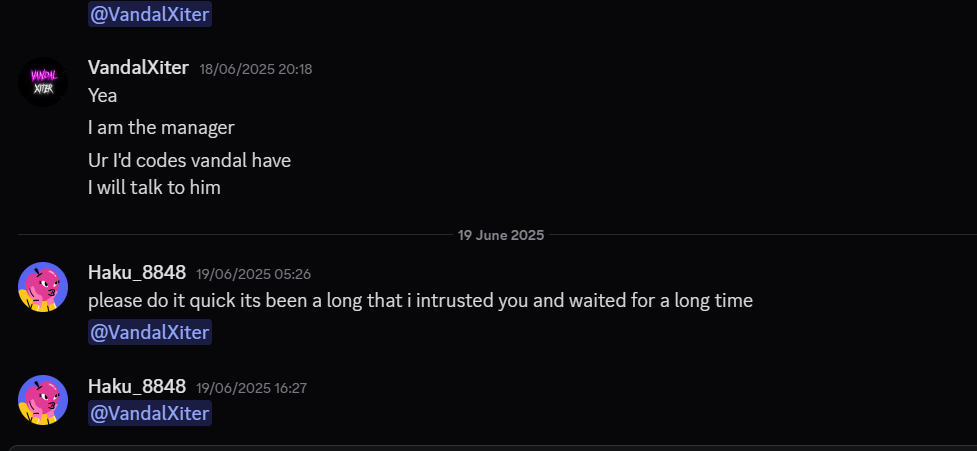 @VandalXiter
VANDAL
XITER
VandalXiter 18/06/2025 20:18
Yea
I am the manager
Ur I'd codes vandal have
I will talk to him
19 June 2025
Haku_8848 19/06/2025 05:26
please do it quick its been a long that i intrusted you and waited for a long time
@VandalXiter
Haku_8848 19/06/2025 16:27
@VandalXiter